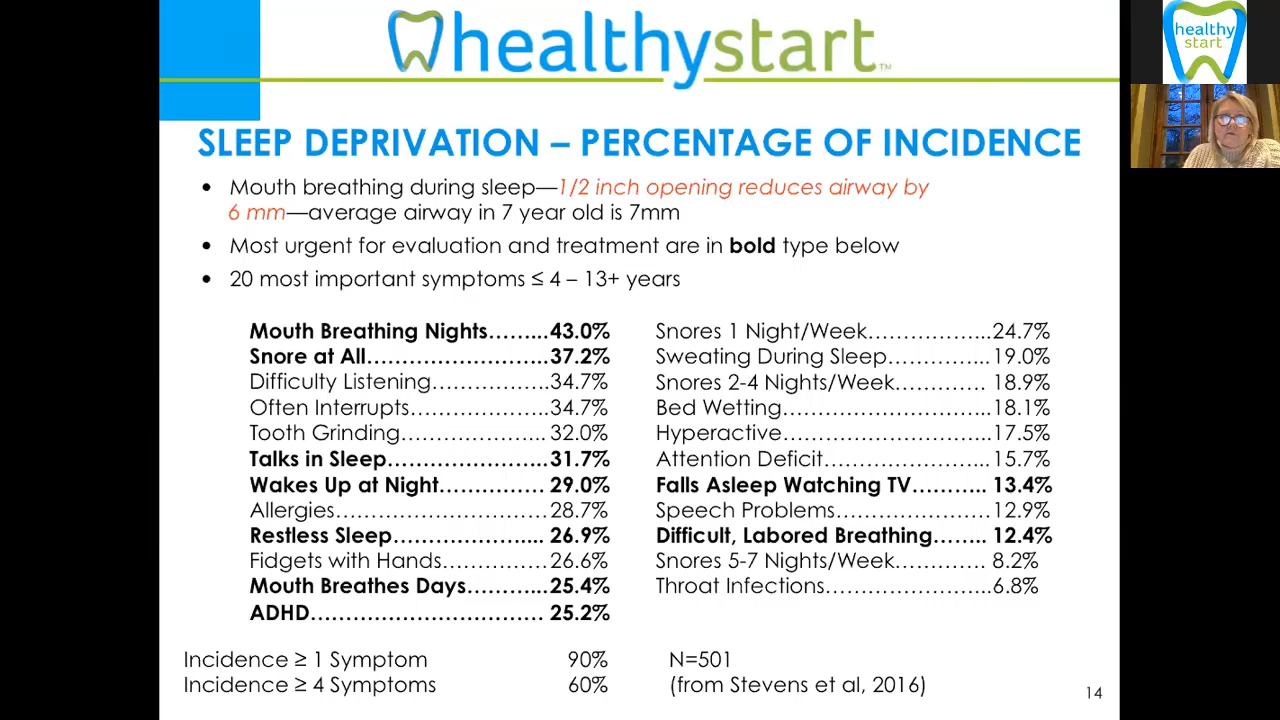 healthystart™
healthy
start
SLEEP DEPRIVATION – PERCENTAGE OF INCIDENCE
• Mouth breathing during sleep—1/2 inch opening reduces airway by
6 mm—average airway in 7 year old is 7mm
• Most urgent for evaluation and treatment are in bold type below
• 20 most important symptoms ≤ 4 – 13+ years
Mouth Breathing Nights……...43.0%
Snore at All…………………..37.2%
Difficulty Listening……………..34.7%
Often Interrupts………………..34.7%
Tooth Grinding………………... 32.0%
Talks in Sleep………………...31.7%
Wakes Up at Night…………… 29.0%
Allergies…………………………28.7%
Restless Sleep……………….... 26.9%
Fidgets with Hands……………26.6%
Mouth Breathes Days………...25.4%
ADHD…………………………… 25.2%
Snores 1 Night/Week…………...24.7%
Sweating During Sleep…………..19.0%
Snores 2-4 Nights/Week…………. 18.9%
Bed Wetting……………………...18.1%
Hyperactive……………………...17.5%
Attention Deficit………………... 15.7%
Falls Asleep Watching TV……….. 13.4%
Speech Problems………………….12.9%
Difficult, Labored Breathing…….. 12.4%
Snores 5-7 Nights/Week…………. 8.2%
Throat Infections………………...6.8%
Incidence ≥ 1 Symptom 90%
Incidence ≥ 4 Symptoms 60%
N=501
(from Stevens et al, 2016)
14